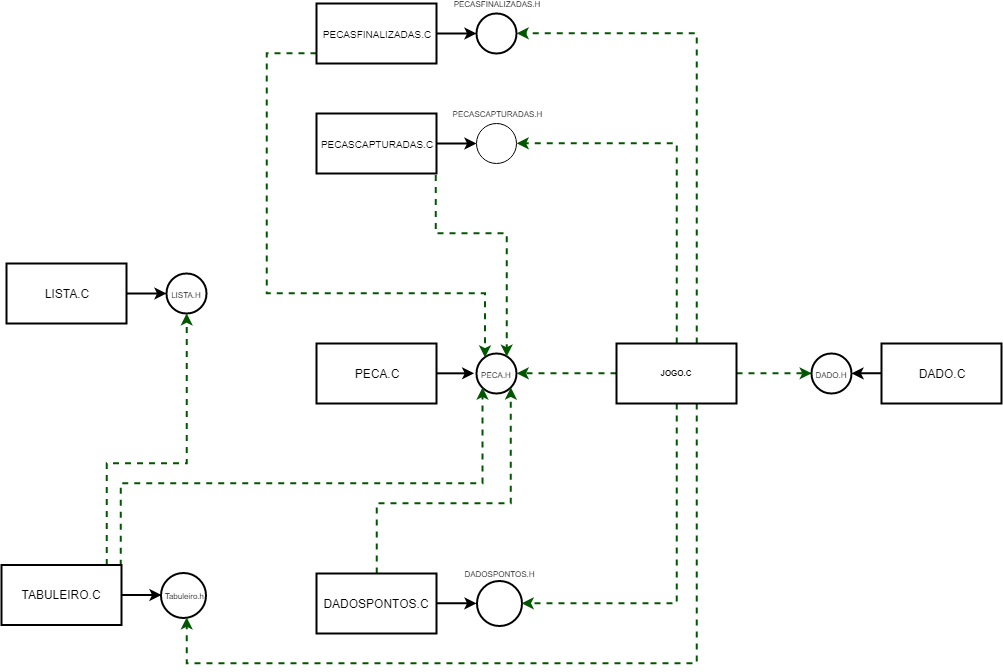 PECASFINALIZADAS.H
PECASFINALIZADAS.C
PECASCAPTURADAS.H
PECASCAPTURADAS.C
LISTA.C
LISTA.H
PECA.C
PECA.H
JOGO.C
DADO.H
DADO.C
TABULEIRO.C
Tabuleiro.h
DADOSPONTOS.H
DADOSPONTOS.C